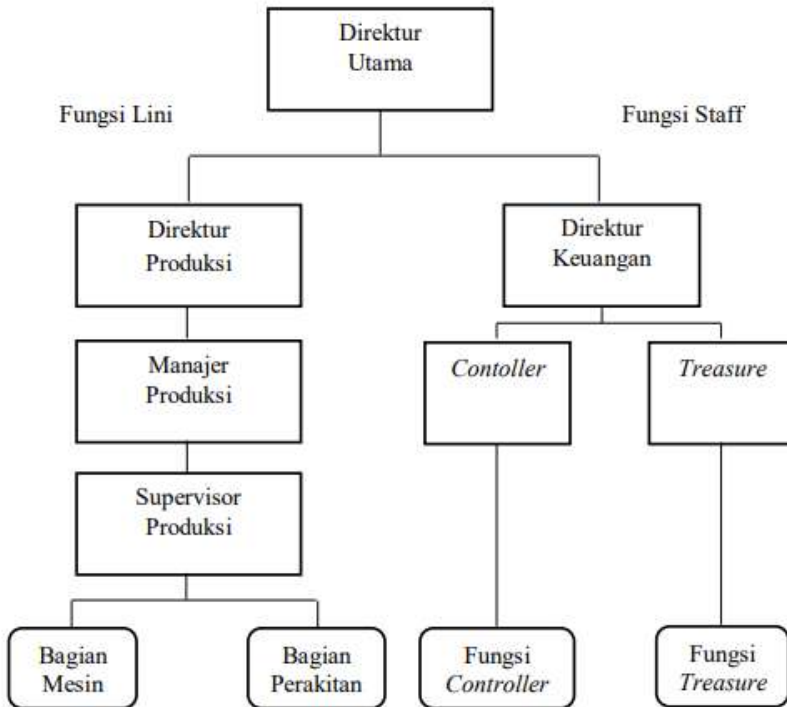 Direktur
Utama
Fungsi Lini
Fungsi Staff
Direktur
Produksi
Direktur
Keuangan
Manajer
Produksi
Contoller
Treasure
Supervisor
Produksi
Bagian
Mesin
Bagian
Perakitan
Fungsi
Controller
Fungsi
Treasure